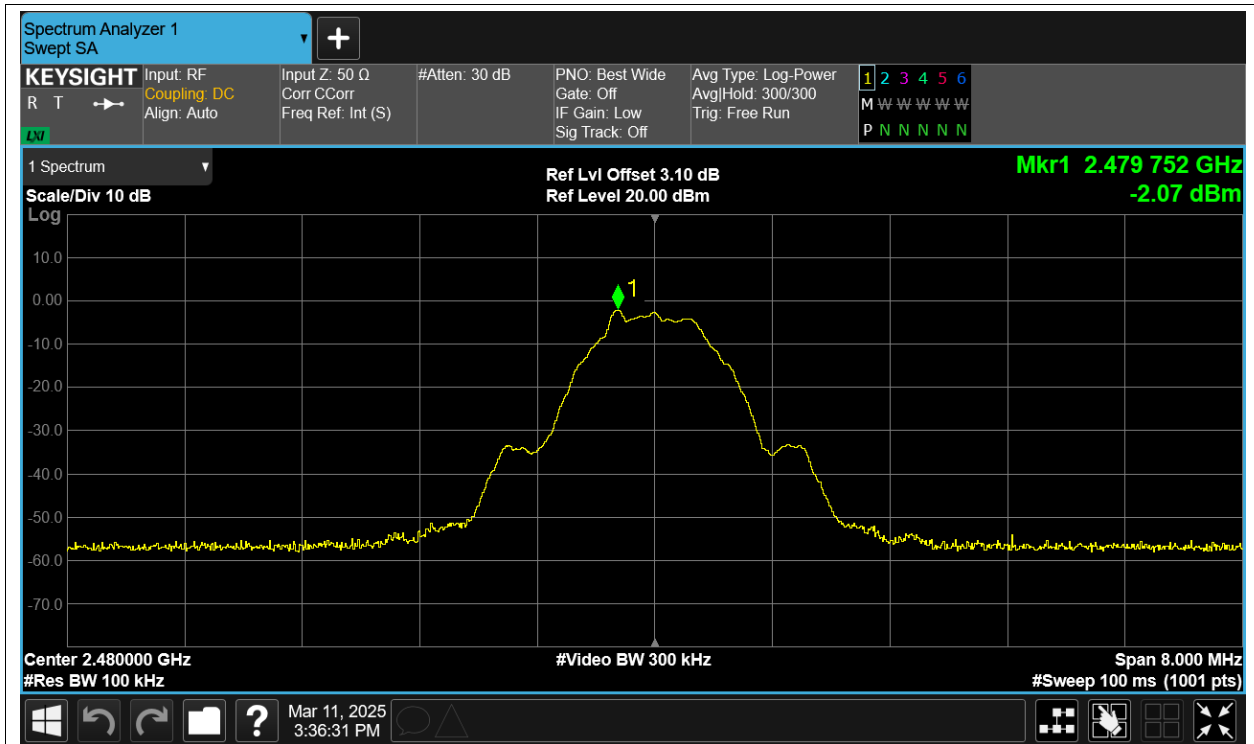 Spectrum Analyzer 1
Swept SA
KEYSIGHT
R T
LXI
Input: RF
Coupling: DC
Align: Auto
Input Z: 50 Ω
Corr CCorr
Freq Ref: Int (S)
#Atten: 30 dB
PNO: Best Wide
Gate: Off
IF Gain: Low
Sig Track: Off
Avg Type: Log-Power
Avg|Hold: 300/300
Trig: Free Run
1 2 3 4 5 6
M W W W W W
P N N N N N
1 Spectrum
Scale/Div 10 dB
Log
Ref Lvl Offset 3.10 dB
Ref Level 20.00 dBm
Mkr1 2.479 752 GHz
-2.07 dBm
1
10.0
0.00
-10.0
-20.0
-30.0
-40.0
-50.0
-60.0
-70.0
Center 2.480000 GHz
#Video BW 300 kHz
Span 8.000 MHz
#Res BW 100 kHz
#Sweep 100 ms (1001 pts)
?
Mar 11, 2025
3:36:31 PM